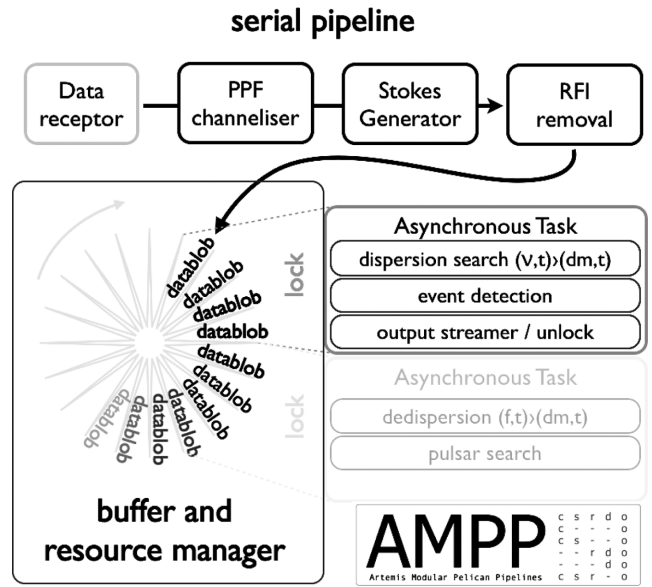 serial pipeline
Data
receptor
PPF
channeliser
Stokes
Generator
RFI
removal
datablob
datablob
datablob
datablob
datablob
datablob
datablob
datablob
datablob
datablob
datablob
lock
lock
buffer and
resource manager
Asynchronous Task
dispersion search (ν,t)›(dm,t)
event detection
output streamer / unlock
Asynchronous Task
dedispersion (f,t)›(dm,t)
pulsar search
AMPP
Artemis Modular Pelican Pipelines
c s r d o
c - - - o
c s - - o
- - r d o
- - - d o
c s r - o